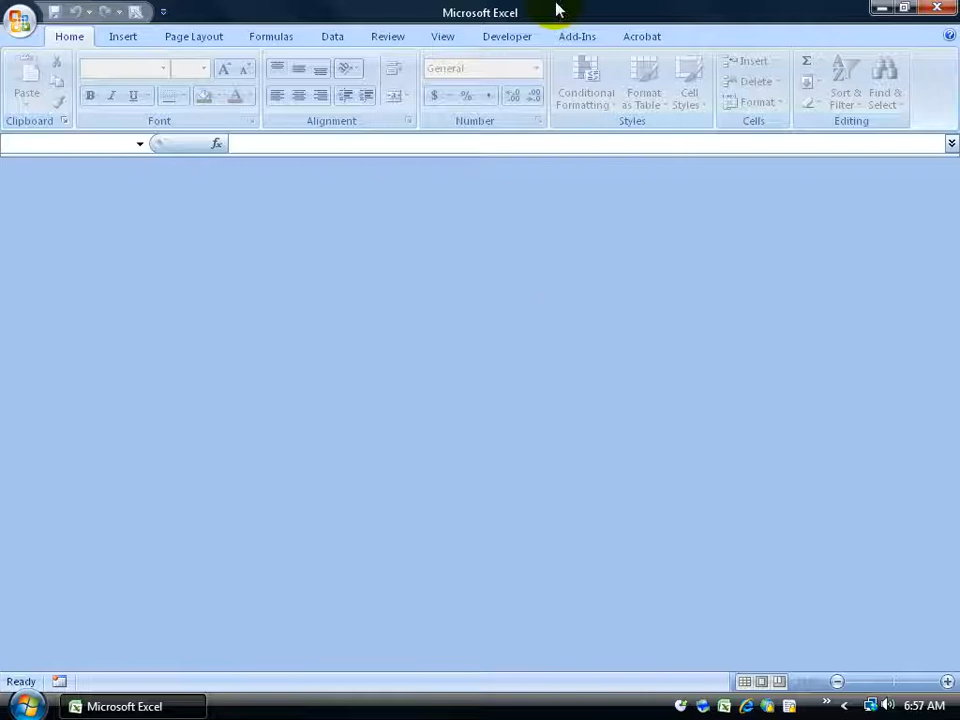 Microsoft Excel
Home Insert Page Layout Formulas Data Review View Developer Add-Ins Acrobat
General Insert
Paste B I U $ % Conditional Formatting Format as Table Cell Styles Delete Σ Sort & Filter Find & Select
Format
Clipboard Font Alignment Number Styles Cells Editing
fx
Ready
Microsoft Excel 6:57 AM